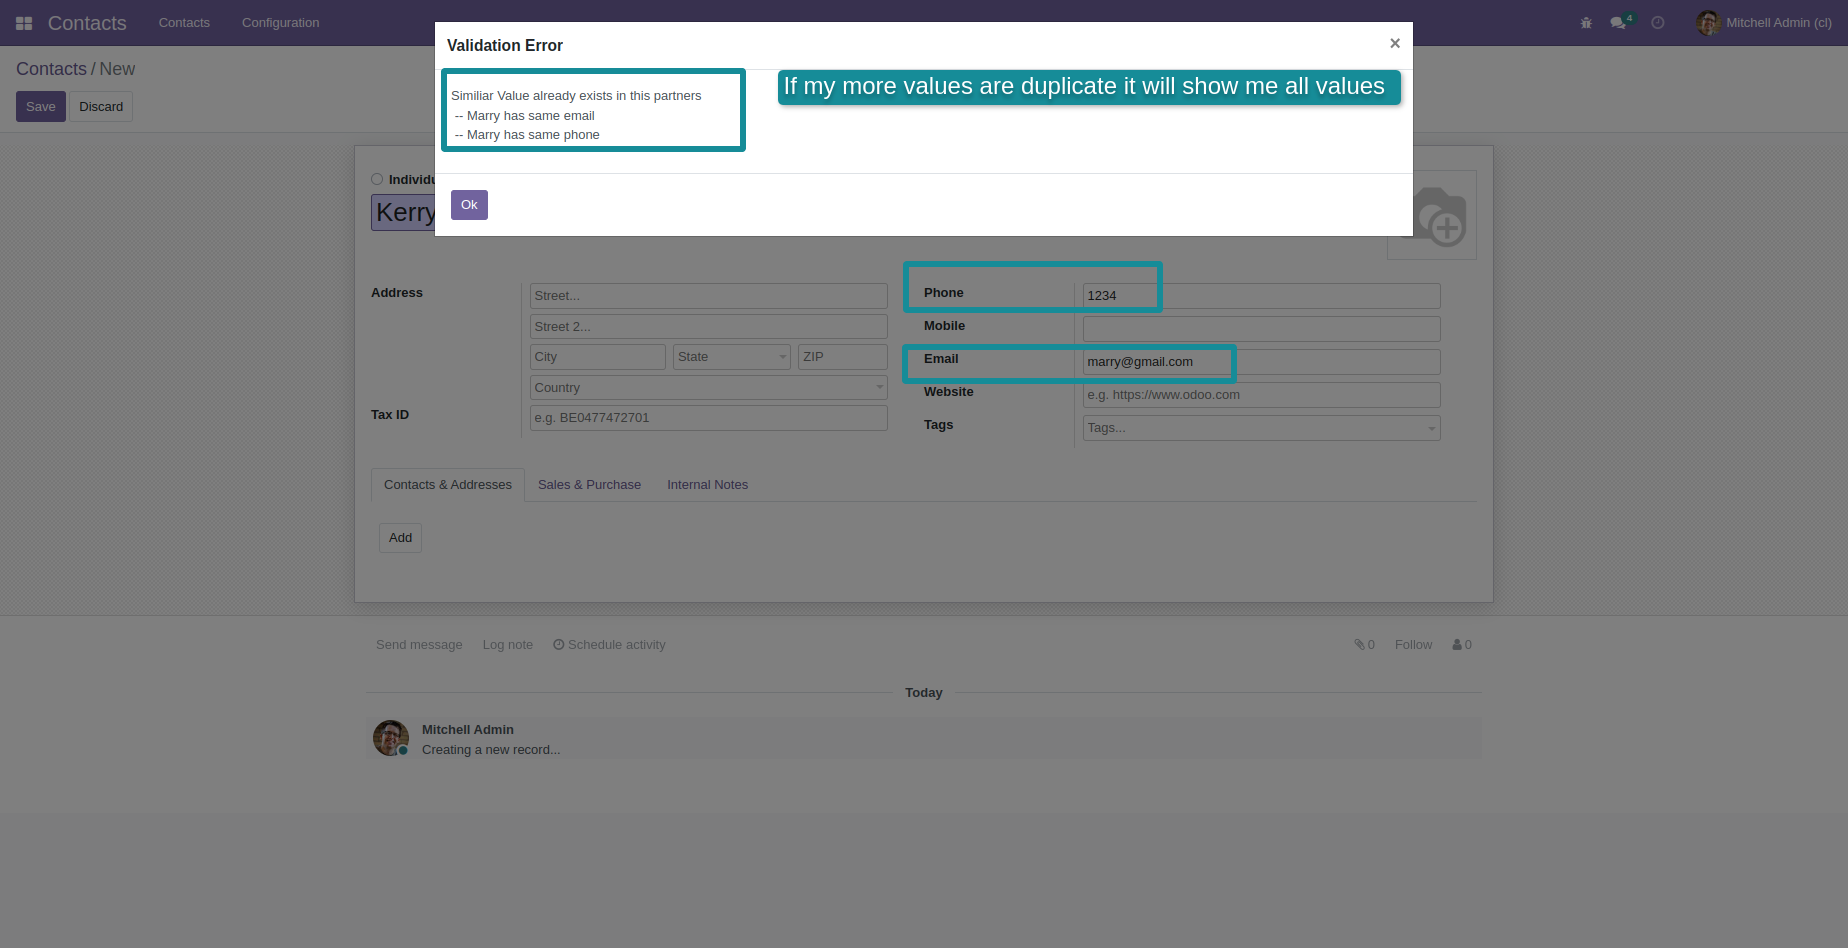 Contacts Contacts Configuration 4 Mitchell Admin (cl)
Contacts / New
Save Discard
Validation Error ×
Similiar Value already exists in this partners
-- Marry has same email
-- Marry has same phone
If my more values are duplicate it will show me all values
Ok
Individu
Kerry
Address
Street...
Street 2...
City State ZIP
Country
Tax ID e.g. BE0477472701
Phone 1234
Mobile
Email marry@gmail.com
Website e.g. https://www.odoo.com
Tags Tags...
Contacts & Addresses Sales & Purchase Internal Notes
Add
Send message Log note Schedule activity 0 Follow 0
Today
Mitchell Admin
Creating a new record...